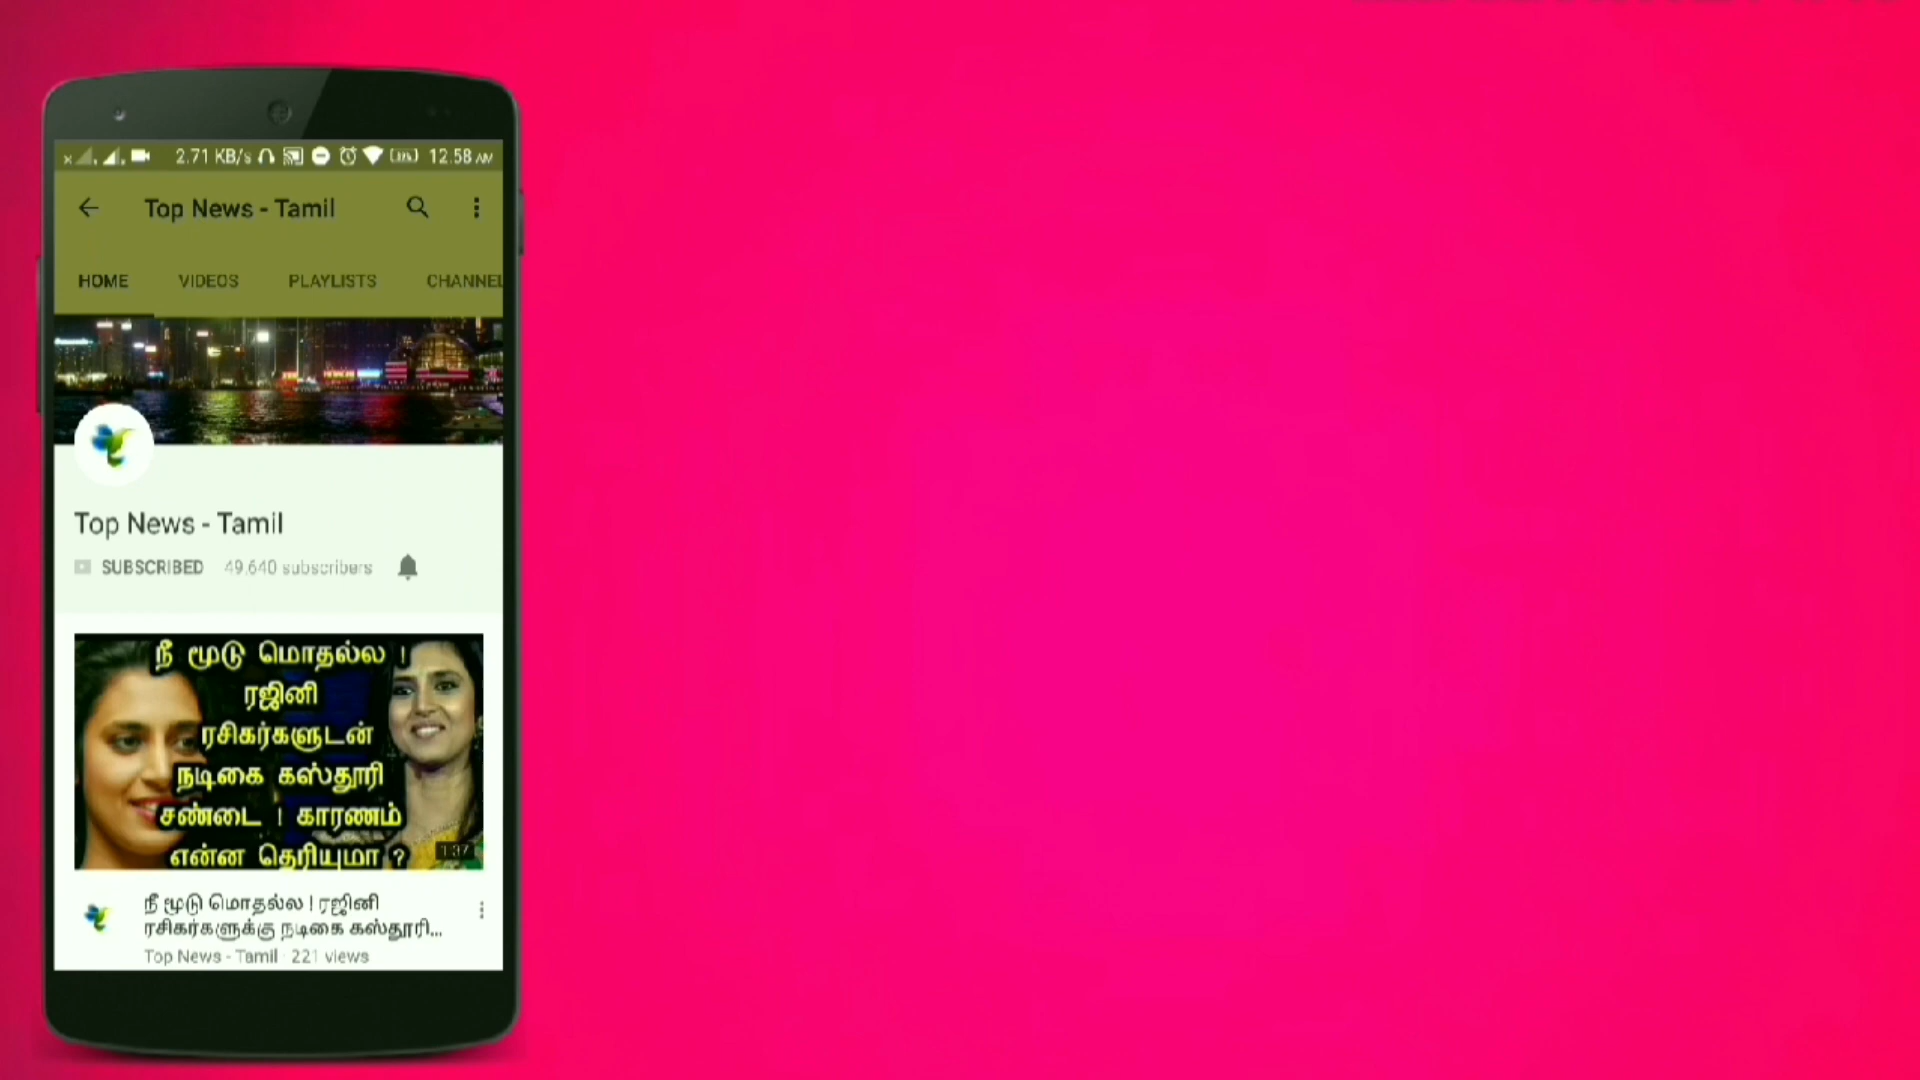 2.71 KB/s 12.58 AM
Top News - Tamil
HOME VIDEOS PLAYLISTS CHANNEL
Top News - Tamil
SUBSCRIBED 49,640 subscribers
நீ மூடு மொதல்ல !
ரஜினி
ரசிகர்களுடன்
நடிகை கஸ்தூரி
சண்டை ! காரணம்
என்ன தெரியுமா ?
1:37
நீ மூடு மொதல்ல ! ரஜினி
ரசிகர்களுக்கு நடிகை கஸ்தூரி...
Top News - Tamil · 221 views